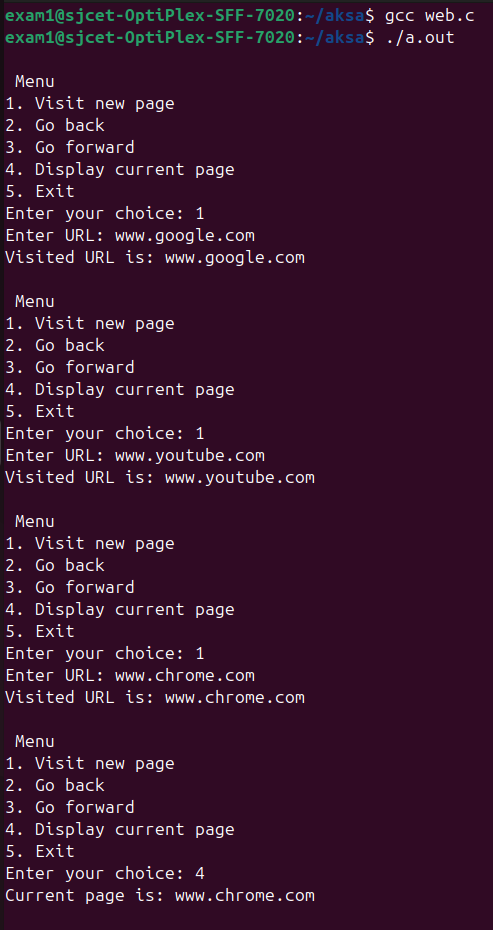 exam1@sjcet-OptiPlex-SFF-7020:~/aksa$ gcc web.c
exam1@sjcet-OptiPlex-SFF-7020:~/aksa$ ./a.out
Menu
1. Visit new page
2. Go back
3. Go forward
4. Display current page
5. Exit
Enter your choice: 1
Enter URL: www.google.com
Visited URL is: www.google.com
Menu
1. Visit new page
2. Go back
3. Go forward
4. Display current page
5. Exit
Enter your choice: 1
Enter URL: www.youtube.com
Visited URL is: www.youtube.com
Menu
1. Visit new page
2. Go back
3. Go forward
4. Display current page
5. Exit
Enter your choice: 1
Enter URL: www.chrome.com
Visited URL is: www.chrome.com
Menu
1. Visit new page
2. Go back
3. Go forward
4. Display current page
5. Exit
Enter your choice: 4
Current page is: www.chrome.com